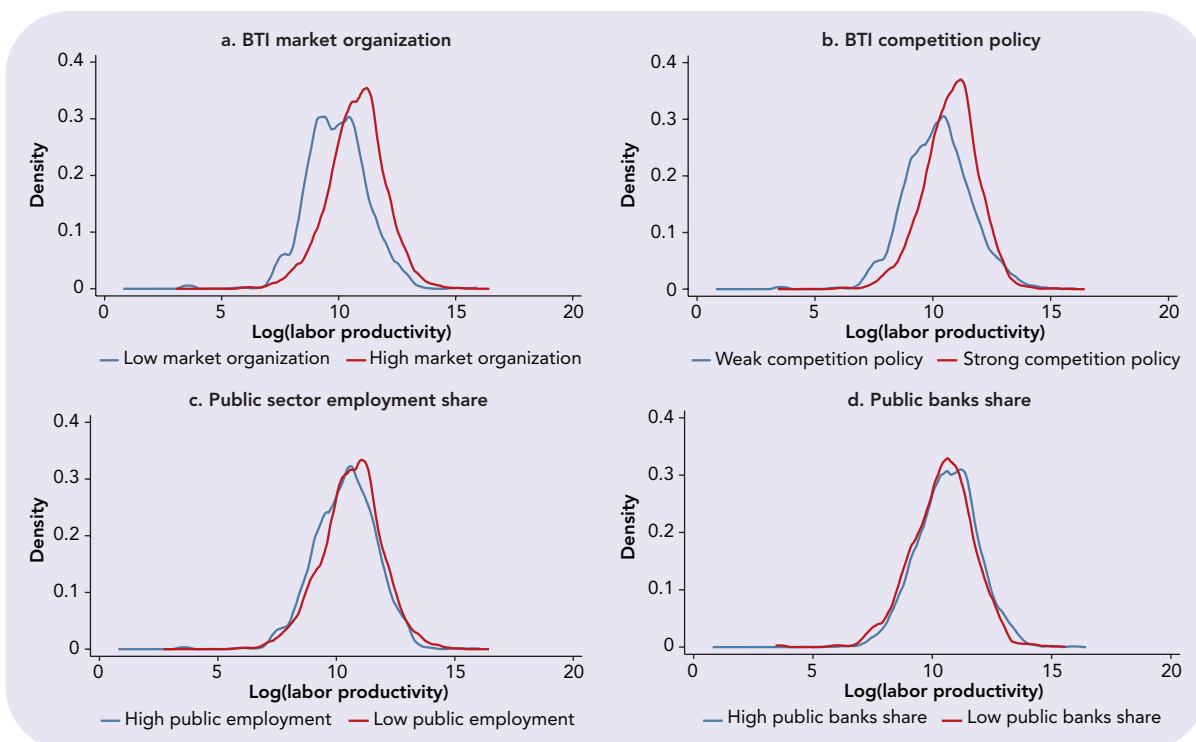 a. BTI market organization
0.4
0.3
0.2
0.1
0
Density
0 5 10 15 20
Log(labor productivity)
Low market organization High market organization
b. BTI competition policy
0.4
0.3
0.2
0.1
0
Density
0 5 10 15 20
Log(labor productivity)
Weak competition policy Strong competition policy
c. Public sector employment share
0.4
0.3
0.2
0.1
0
Density
0 5 10 15 20
Log(labor productivity)
High public employment Low public employment
d. Public banks share
0.4
0.3
0.2
0.1
0
Density
0 5 10 15 20
Log(labor productivity)
High public banks share Low public banks share